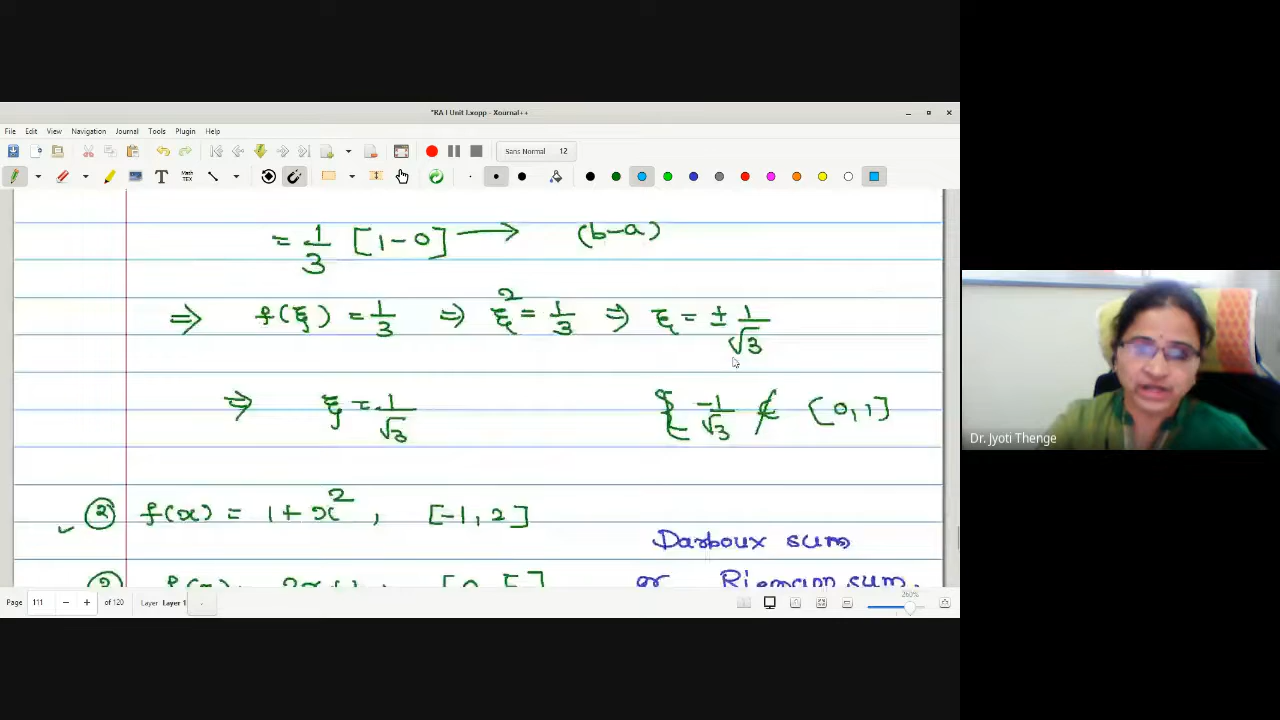 *RA I Unit I.xopp - Xournal++
File Edit View Navigation Journal Tools Plugin Help
Sans Normal 12
= 1/3 [1-0] → (b-a)
⇒ f(ξ) = 1/3 ⇒ ξ² = 1/3 ⇒ ξ = ± 1/√3
⇒ ξ = 1/√3 { -1/√3 ∉ [0,1]
② f(x) = 1 + x², [-1, 2]
Darboux sum
or Riemann sum.
Page 111 of 120 Layer Layer 1 260%
Dr. Jyoti Thenge